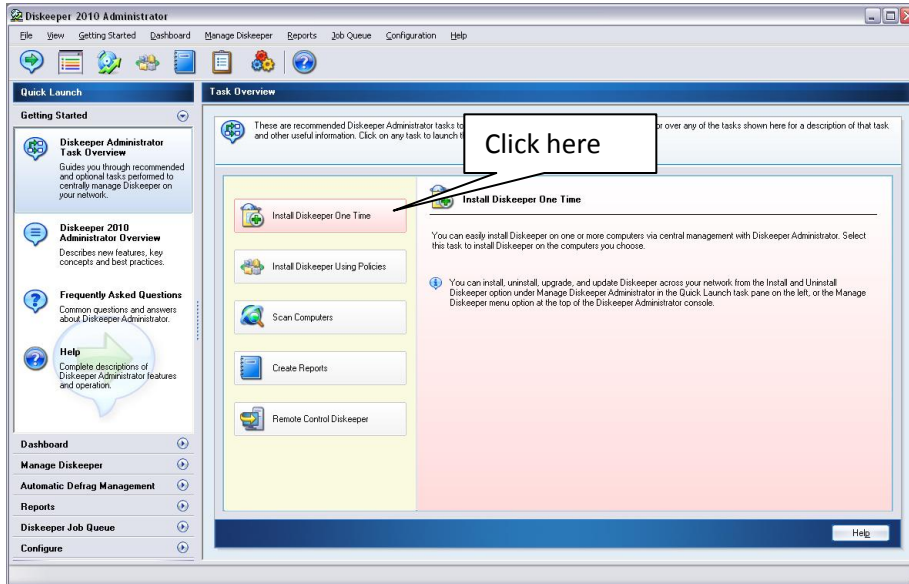 Diskeeper 2010 Administrator
File View Getting Started Dashboard Manage Diskeeper Reports Job Queue Configuration Help
Quick Launch
Getting Started
Diskeeper Administrator
Task Overview
Guides you through recommended
and optional tasks performed to
centrally manage Diskeeper on
your network.
Diskeeper 2010
Administrator Overview
Describes new features, key
concepts and best practices.
Frequently Asked Questions
Common questions and answers
about Diskeeper Administrator.
Help
Complete descriptions of
Diskeeper Administrator features
and operation.
Dashboard
Manage Diskeeper
Automatic Defrag Management
Reports
Diskeeper Job Queue
Configure
Task Overview
These are recommended Diskeeper Administrator tasks to or over any of the tasks shown here for a description of that task
and other useful information. Click on any task to launch
Click here
Install Diskeeper One Time
Install Diskeeper Using Policies
Scan Computers
Create Reports
Remote Control Diskeeper
Install Diskeeper One Time
You can easily install Diskeeper on one or more computers via central management with Diskeeper Administrator. Select
this task to install Diskeeper on the computers you choose.
You can install, uninstall, upgrade, and update Diskeeper across your network from the Install and Uninstall
Diskeeper option under Manage Diskeeper Administrator in the Quick Launch task pane on the left, or the Manage
Diskeeper menu option at the top of the Diskeeper Administrator console.
Help